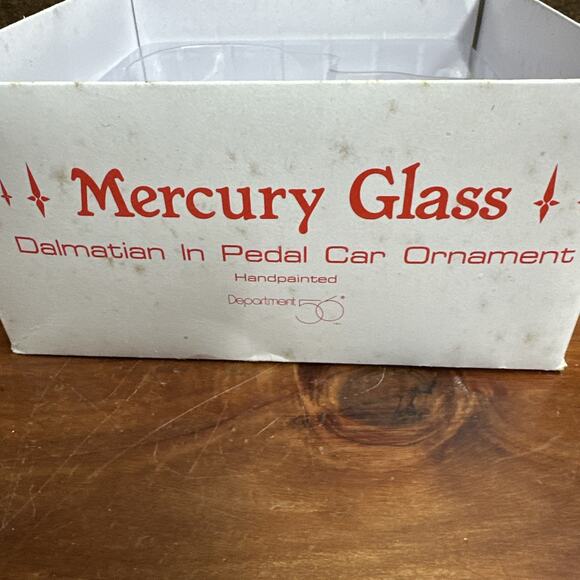 Mercury Glass
Dalmatian In Pedal Car Ornament
Handpainted
Department 56